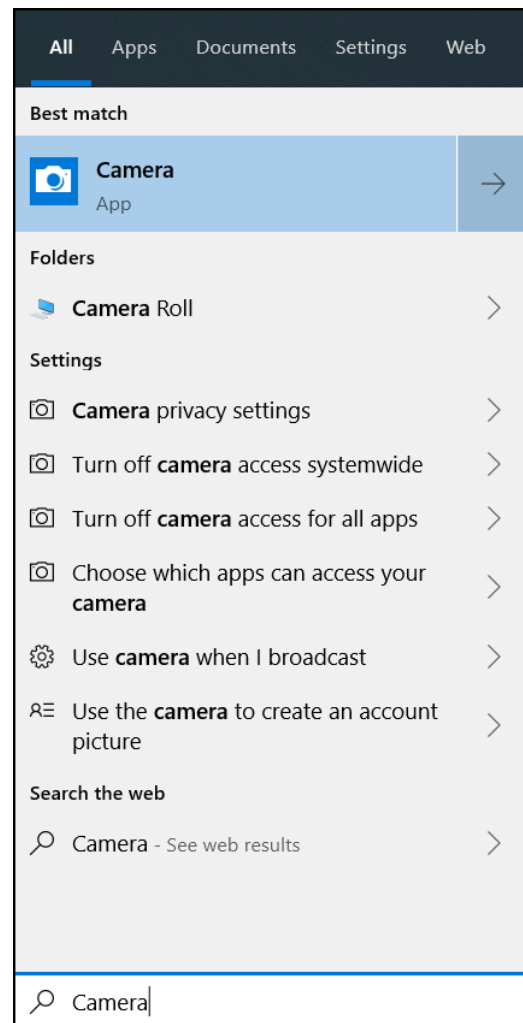 All Apps Documents Settings Web
Best match
Camera
App
Folders
Camera Roll
Settings
Camera privacy settings
Turn off camera access systemwide
Turn off camera access for all apps
Choose which apps can access your
camera
Use camera when I broadcast
Use the camera to create an account
picture
Search the web
Camera - See web results
Camera